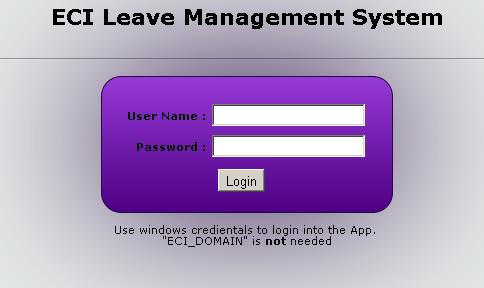 ECI Leave Management System
User Name :
Password :
Login
Use windows credientals to login into the App.
"ECI_DOMAIN" is not needed